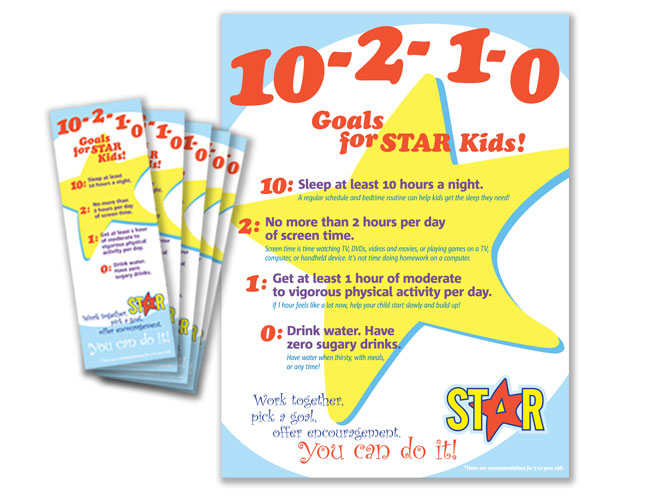 10-2-1-0
Goals
for STAR Kids!
10: Sleep at least
10 hours a night.
2: No more than
2 hours per day
of screen time.
1: Get at least 1
hour of moderate
to vigorous physical
activity per day.
0: Drink water.
Have zero
sugary drinks.
STAR
Work together,
pick a goal,
offer encouragement.
You can do it!
10-2-1-0
Goals
for STAR Kids!
10: Sleep at least 10 hours a night.
A regular schedule and bedtime routine can help kids get the sleep they need!
2: No more than 2 hours per day
of screen time.
Screen time is time watching TV, DVDs, videos and movies, or playing games on a TV,
computer, or handheld device. It's not time doing homework on a computer.
1: Get at least 1 hour of moderate
to vigorous physical activity per day.
If 1 hour feels like a lot now, help your child start slowly and build up!
0: Drink water. Have
zero sugary drinks.
Have water when thirsty, with meals,
or any time!
Work together,
pick a goal,
offer encouragement.
You can do it!
STAR
*These are recommendations for year olds.